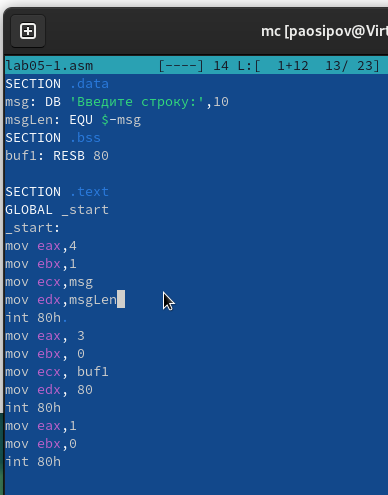 mc [paosipov@Virt
lab05-1.asm [----] 14 L:[ 1+12 13/ 23]
SECTION .data
msg: DB 'Введите строку:',10
msgLen: EQU $-msg
SECTION .bss
buf1: RESB 80
SECTION .text
GLOBAL _start
_start:
mov eax,4
mov ebx,1
mov ecx,msg
mov edx,msgLen
int 80h.
mov eax, 3
mov ebx, 0
mov ecx, buf1
mov edx, 80
int 80h
mov eax,1
mov ebx,0
int 80h